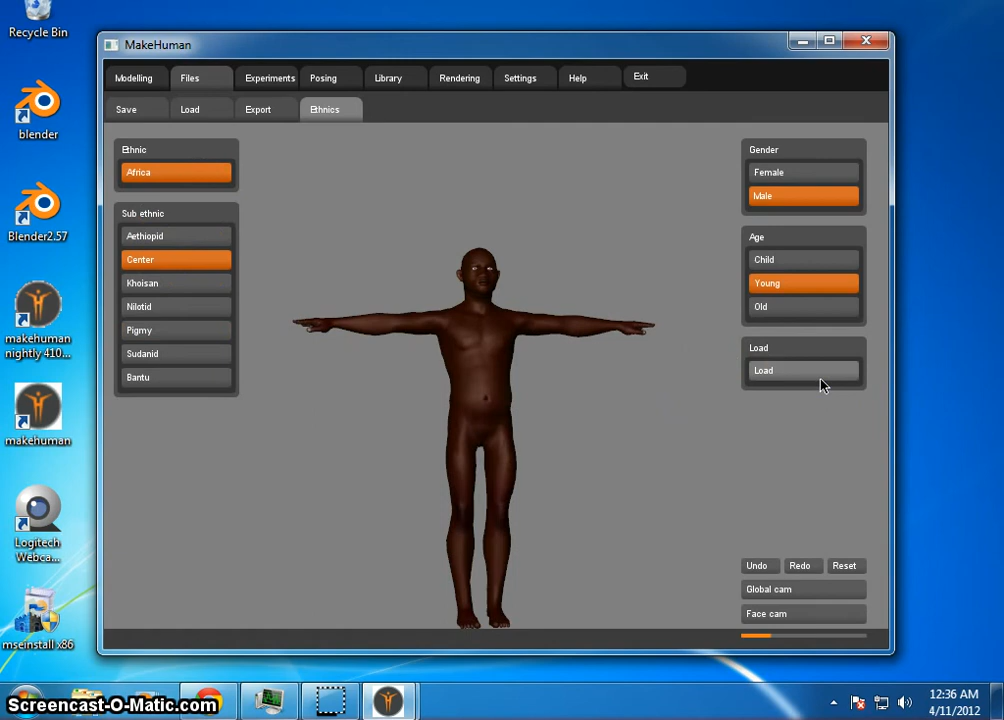 Recycle Bin
blender
Blender2.57
makehuman
nightly 410...
makehuman
Logitech
Webca...
mseinstall x86
MakeHuman
Modelling Files Experiments Posing Library Rendering Settings Help Exit
Save Load Export Ethnics
Ethnic
Africa
Sub ethnic
Aethiopid
Center
Khoisan
Nilotid
Pigmy
Sudanid
Bantu
Gender
Female
Male
Age
Child
Young
Old
Load
Load
Undo Redo Reset
Global cam
Face cam
Screencast-O-Matic.com
12:36 AM
4/11/2012